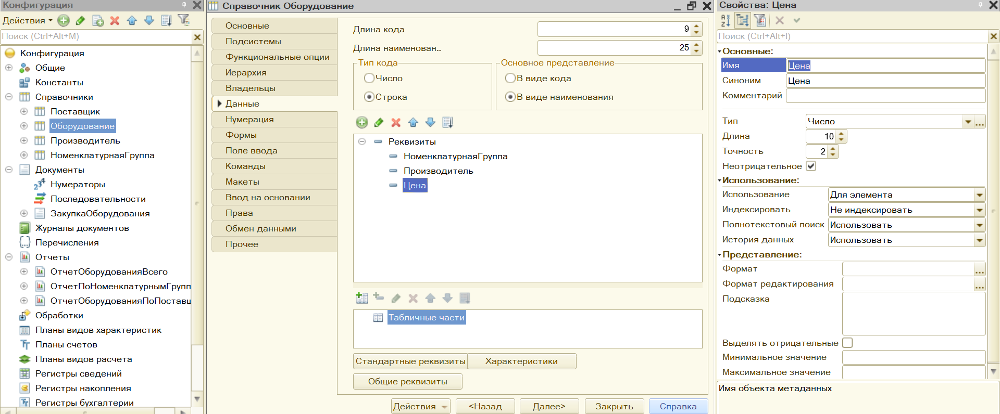 Конфигурация
Действия
Поиск (Ctrl+Alt+M)
Конфигурация
Общие
Константы
Справочники
Поставщик
Оборудование
Производитель
НоменклатурнаяГруппа
Документы
Нумераторы
Последовательности
ЗакупкаОборудования
Журналы документов
Перечисления
Отчеты
ОтчетОборудованияВсего
ОтчетПоНоменклатурнымГрупп
ОтчетОборудованияПоПоставщ
Обработки
Планы видов характеристик
Планы счетов
Планы видов расчета
Регистры сведений
Регистры накопления
Регистры бухгалтерии
Справочник Оборудование
Основные
Подсистемы
Функциональные опции
Иерархия
Владельцы
Данные
Нумерация
Формы
Поле ввода
Команды
Макеты
Ввод на основании
Права
Обмен данными
Прочее
Длина кода 9
Длина наименован... 25
Тип кода
Число
Строка
Основное представление
В виде кода
В виде наименования
Реквизиты
НоменклатурнаяГруппа
Производитель
Цена
Табличные части
Стандартные реквизиты Характеристики
Общие реквизиты
Действия <Назад Далее> Закрыть Справка
Свойства: Цена
Поиск (Ctrl+Alt+I)
Основные:
Имя Цена
Синоним Цена
Комментарий
Тип Число ...
Длина 10
Точность 2
Неотрицательное
Использование:
Использование Для элемента
Индексировать Не индексировать
Полнотекстовый поиск Использовать
История данных Использовать
Представление:
Формат ...
Формат редактирования ...
Подсказка
Выделять отрицательные
Минимальное значение
Максимальное значение
Имя объекта метаданных